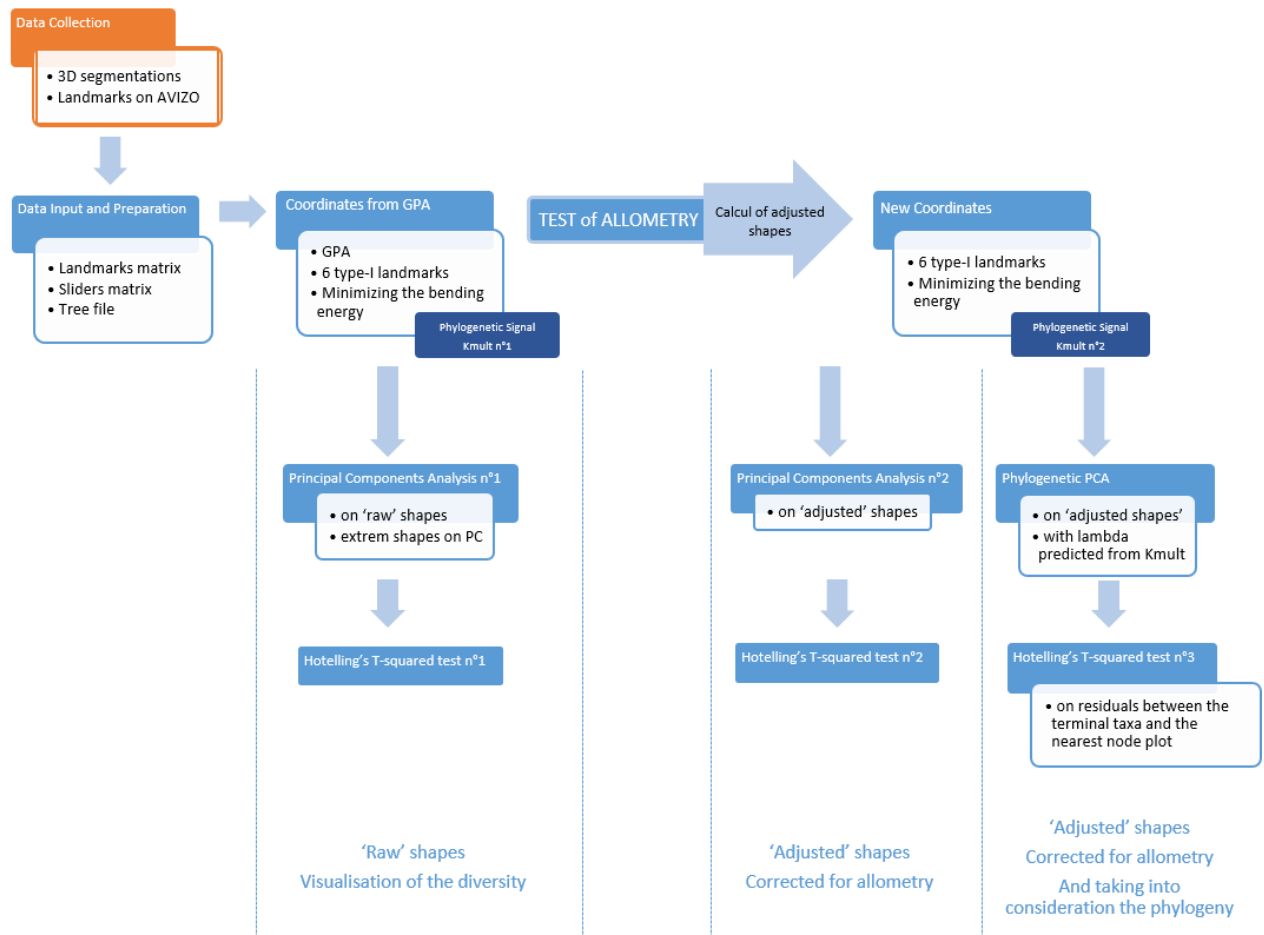 Data Collection
• 3D segmentations
• Landmarks on AVIZO
Data Input and Preparation
• Landmarks matrix
• Sliders matrix
• Tree file
Coordinates from GPA
• GPA
• 6 type-I landmarks
• Minimizing the bending
energy
Phylogenetic Signal
Kmult n°1
TEST of ALLOMETRY
Calcul of adjusted
shapes
New Coordinates
• 6 type-I landmarks
• Minimizing the bending
energy
Phylogenetic Signal
Kmult n°2
Principal Components Analysis n°1
• on ‘raw’ shapes
• extrem shapes on PC
Hotelling’s T-squared test n°1
‘Raw’ shapes
Visualisation of the diversity
Principal Components Analysis n°2
• on ‘adjusted’ shapes
Hotelling’s T-squared test n°2
‘Adjusted’ shapes
Corrected for allometry
Phylogenetic PCA
• on ‘adjusted shapes’
• with lambda
predicted from Kmult
Hotelling’s T-squared test n°3
• on residuals between the
terminal taxa and the
nearest node plot
‘Adjusted’ shapes
Corrected for allometry
And taking into
consideration the phylogeny